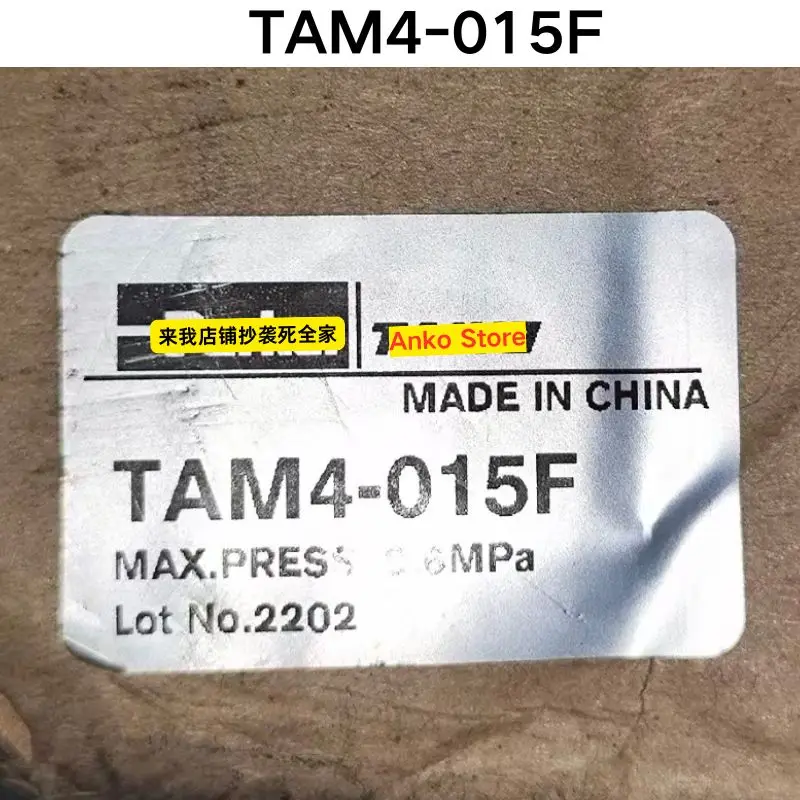 TAM4-015F
来我店铺抄袭死全家
Anko Store
MADE IN CHINA
TAM4-015F
MAX.PRESS MPa
Lot No.2202